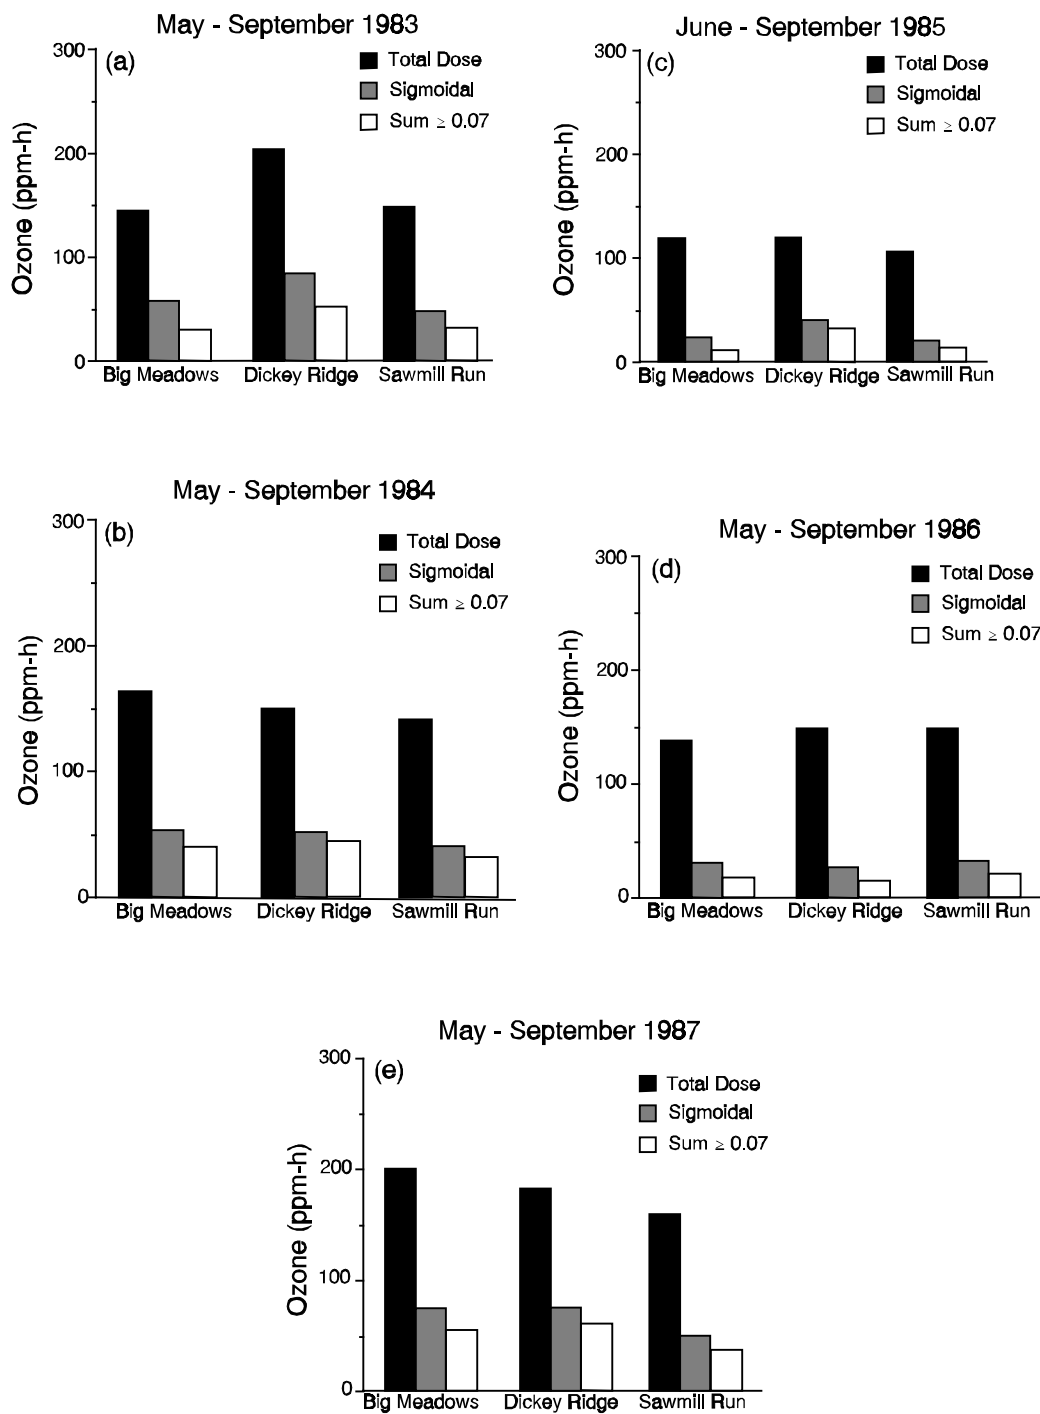 May - September 1983
(a)
Total Dose
Sigmoidal
Sum ≥ 0.07
Ozone (ppm-h)
300
200
100
0
Big Meadows Dickey Ridge Sawmill Run
June - September 1985
(c)
Total Dose
Sigmoidal
Sum ≥ 0.07
Ozone (ppm-h)
300
200
100
0
Big Meadows Dickey Ridge Sawmill Run
May - September 1984
(b)
Total Dose
Sigmoidal
Sum ≥ 0.07
Ozone (ppm-h)
300
200
100
0
Big Meadows Dickey Ridge Sawmill Run
May - September 1986
(d)
Total Dose
Sigmoidal
Sum ≥ 0.07
Ozone (ppm-h)
300
200
100
0
Big Meadows Dickey Ridge Sawmill Run
May - September 1987
(e)
Total Dose
Sigmoidal
Sum ≥ 0.07
Ozone (ppm-h)
300
200
100
0
Big Meadows Dickey Ridge Sawmill Run